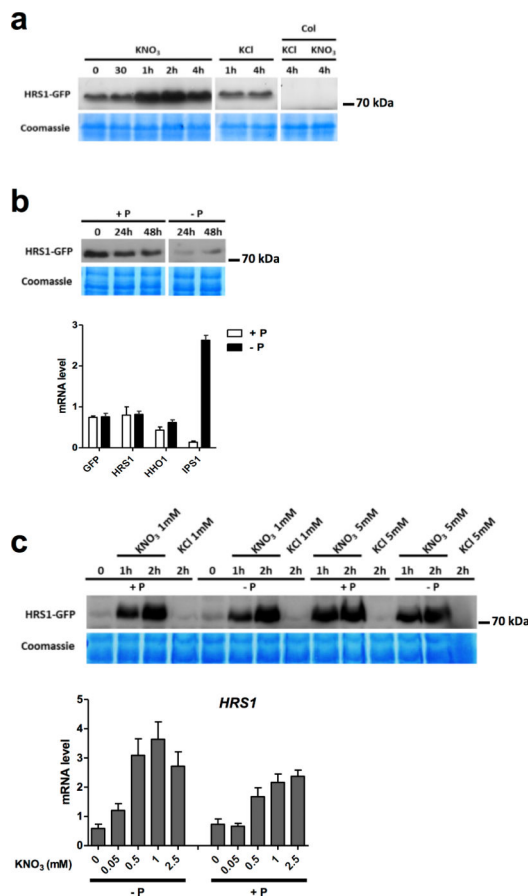 a
Col
KNO₃ KCl KCl KNO₃
0 30 1h 2h 4h 1h 4h 4h 4h
HRS1-GFP
70 kDa
Coomassie
b
+ P - P
0 24h 48h 24h 48h
HRS1-GFP
70 kDa
Coomassie
mRNA level
3
2
1
0
+ P
- P
GFP HRS1 HHO1 IPS1
c
KNO₃ 1mM KCl 1mM KNO₃ 1mM KCl 1mM KNO₃ 5mM KCl 5mM KNO₃ 5mM KCl 5mM
0 1h 2h 2h 0 1h 2h 2h 1h 2h 2h 1h 2h 2h
+ P - P + P - P
HRS1-GFP
70 kDa
Coomassie
HRS1
mRNA level
5
4
3
2
1
0
KNO₃ (mM) 0 0.05 0.5 1 2.5 0 0.05 0.5 1 2.5
- P + P